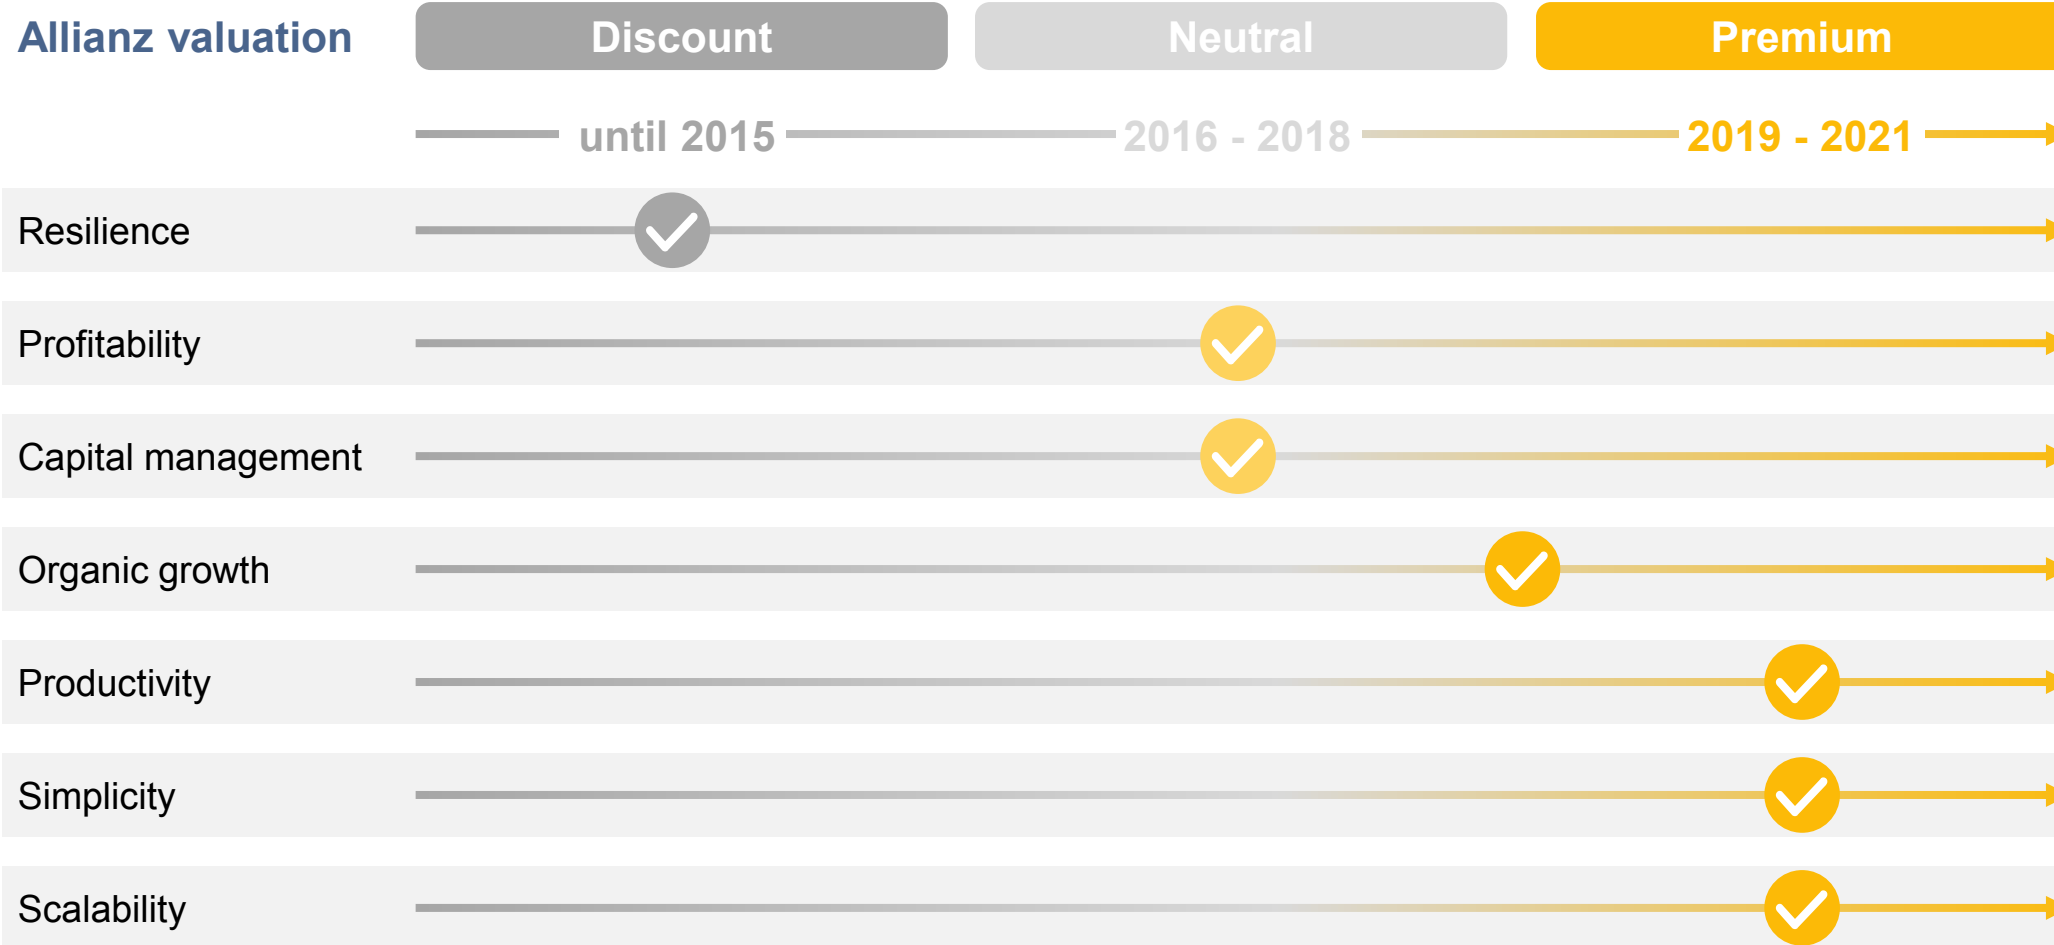 Allianz valuation
Discount
Neutral
Premium
until 2015
2016 - 2018
2019 - 2021
Resilience
Profitability
Capital management
Organic growth
Productivity
Simplicity
Scalability